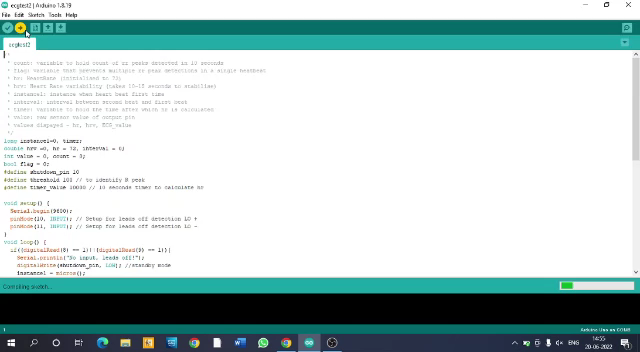 ecgtest2 | Arduino 1.8.19
File Edit Sketch Tools Help
ecgtest2
/*
count: variable to hold count of rr peaks detected in 10 seconds
flag: variable that prevents multiple rr peak detections in a single heatbeat
hr: HeartRate (initialised to 72)
hrv: Heart Rate variability (takes 10-15 seconds to stabilise)
instance1: instance when heart beat first time
interval: interval between second beat and first beat
timer: variable to hold the time after which hr is calculated
value: raw sensor value of output pin
values displayed - hr, hrv, ECG_value
*/
long instance1=0, timer;
double hrv =0, hr = 72, interval = 0;
int value = 0, count = 0;
bool flag = 0;
#define shutdown_pin 10
#define threshold 100 // to identify R peak
#define timer_value 10000 // 10 seconds timer to calculate hr
void setup() {
Serial.begin(9600);
pinMode(10, INPUT); // Setup for leads off detection LO +
pinMode(11, INPUT); // Setup for leads off detection LO -
}
void loop() {
if((digitalRead(8) == 1)||(digitalRead(9) == 1)){
Serial.println("No input, leads off!");
digitalWrite(shutdown_pin, LOW); //standby mode
instance1 = micros();
Compiling sketch...
1
Arduino Uno on COM5
ENG
14:55
20-06-2022